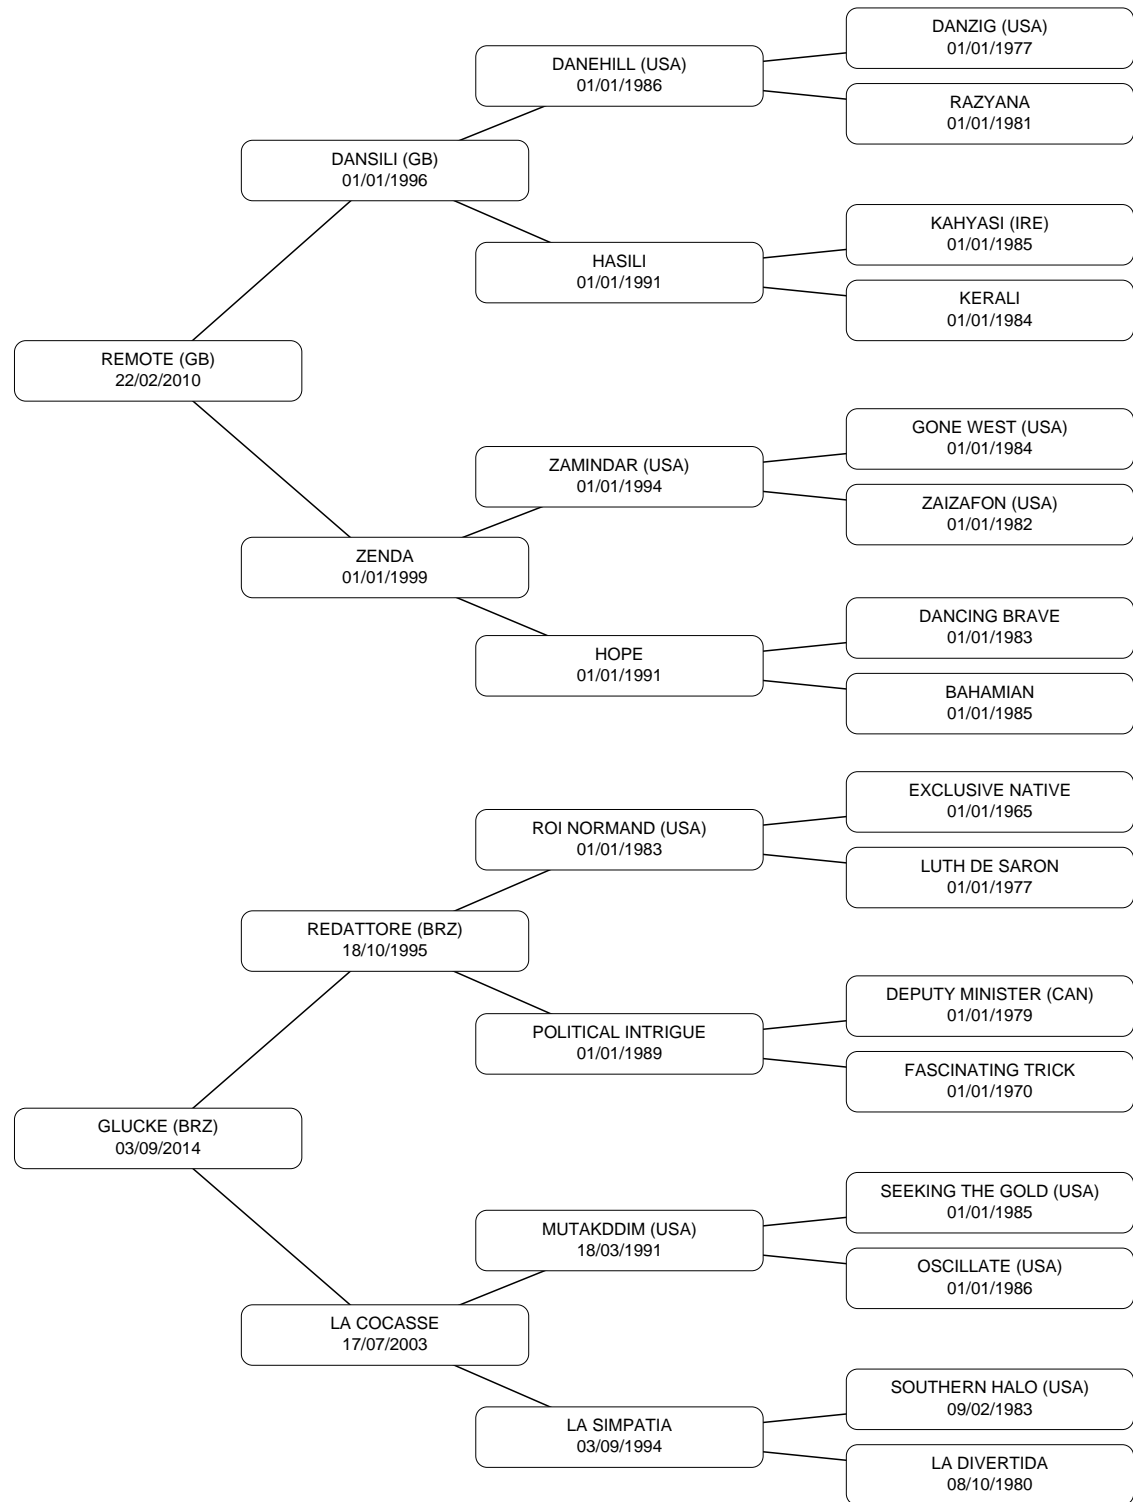 DANZIG (USA)
01/01/1977
DANEHILL (USA)
01/01/1986
RAZYANA
01/01/1981
DANSILI (GB)
01/01/1996
KAHYASI (IRE)
01/01/1985
HASILI
01/01/1991
KERALI
01/01/1984
REMOTE (GB)
22/02/2010
GONE WEST (USA)
01/01/1984
ZAMINDAR (USA)
01/01/1994
ZAIZAFON (USA)
01/01/1982
ZENDA
01/01/1999
DANCING BRAVE
01/01/1983
HOPE
01/01/1991
BAHAMIAN
01/01/1985
EXCLUSIVE NATIVE
01/01/1965
ROI NORMAND (USA)
01/01/1983
LUTH DE SARON
01/01/1977
REDATTORE (BRZ)
18/10/1995
DEPUTY MINISTER (CAN)
01/01/1979
POLITICAL INTRIGUE
01/01/1989
FASCINATING TRICK
01/01/1970
GLUCKE (BRZ)
03/09/2014
SEEKING THE GOLD (USA)
01/01/1985
MUTAKDDIM (USA)
18/03/1991
OSCILLATE (USA)
01/01/1986
LA COCASSE
17/07/2003
SOUTHERN HALO (USA)
09/02/1983
LA SIMPATIA
03/09/1994
LA DIVERTIDA
08/10/1980